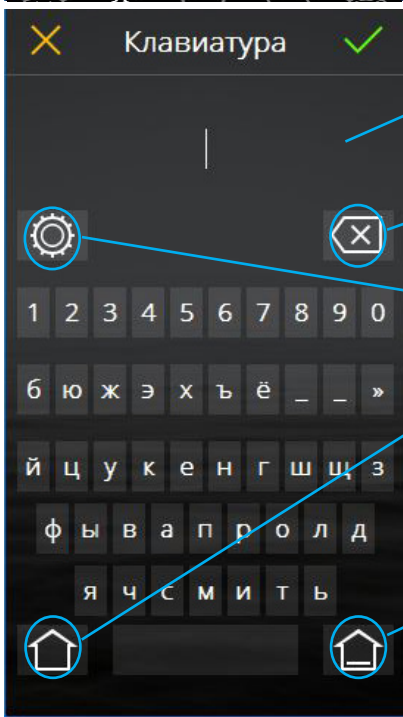 Клавиатура
1 2 3 4 5 6 7 8 9 0
б ю ж э х ъ ё _ _ »
й ц у к е н г ш щ з
ф ы в а п р о л д
я ч с м и т ь